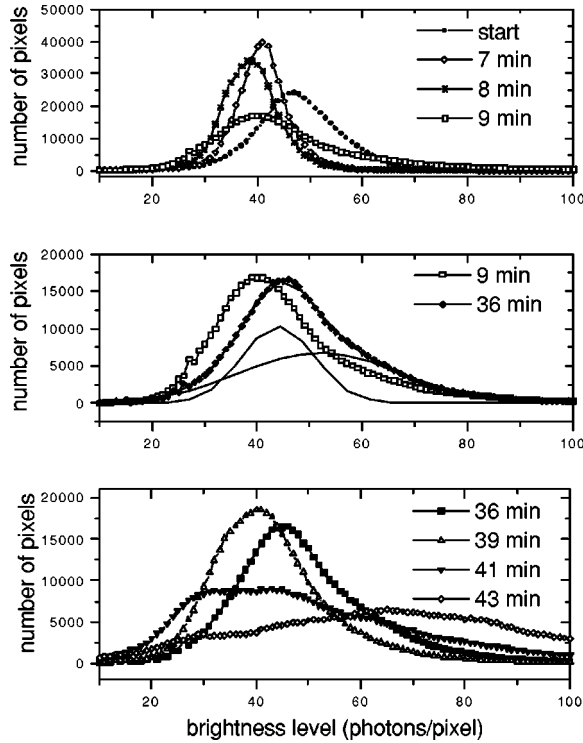 50000
40000
30000
20000
10000
0
number of pixels
start
7 min
8 min
9 min
20 40 60 80 100
20000
15000
10000
5000
0
number of pixels
9 min
36 min
20 40 60 80 100
20000
15000
10000
5000
0
number of pixels
36 min
39 min
41 min
43 min
20 40 60 80 100
brightness level (photons/pixel)